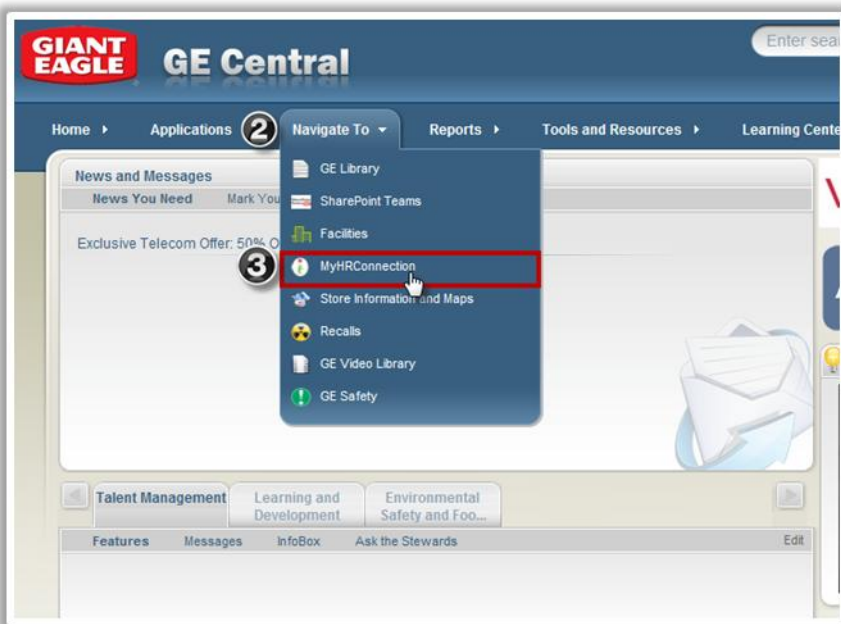 GIANT
EAGLE
GE Central
Enter sea
Home
Applications
2
Navigate To
Reports
Tools and Resources
Learning Cente
News and Messages
News You Need
Mark You
Exclusive Telecom Offer: 50% O
GE Library
SharePoint Teams
Facilities
3
MyHRConnection
Store Information and Maps
Recalls
GE Video Library
GE Safety
Talent Management
Learning and
Development
Environmental
Safety and Foo...
Features
Messages
InfoBox
Ask the Stewards
Edit